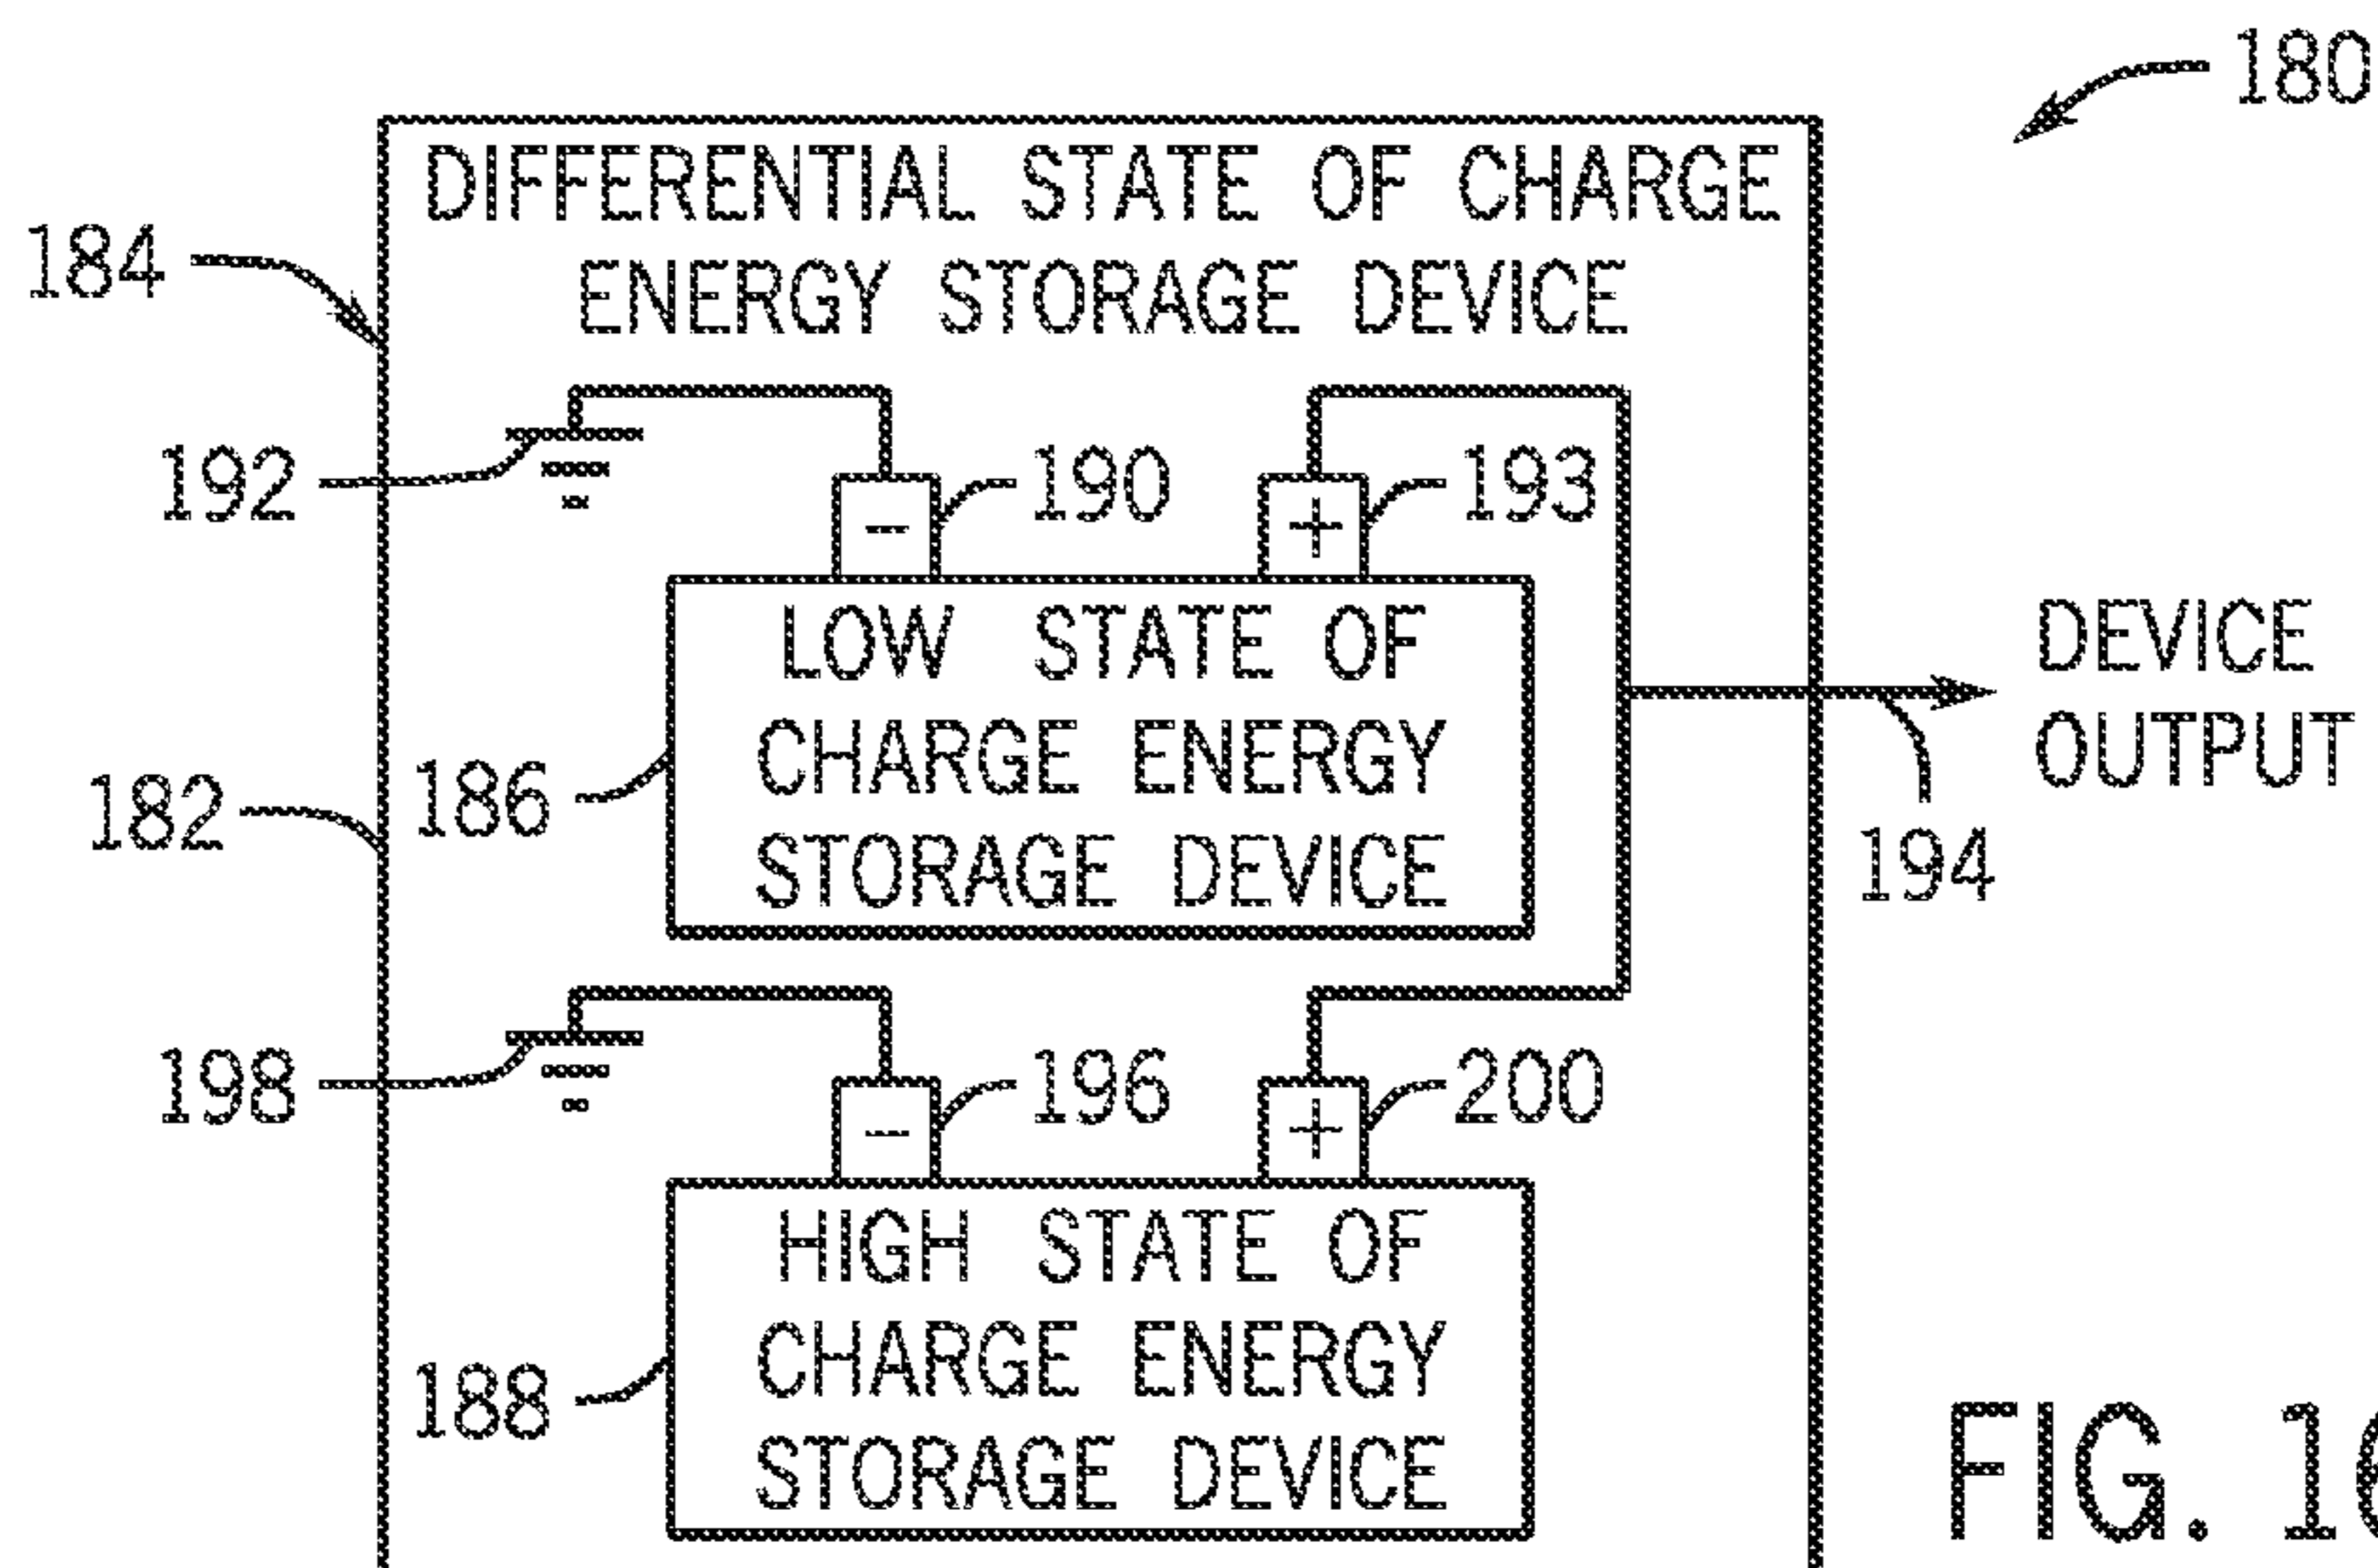 180
DIFFERENTIAL STATE OF CHARGE
ENERGY STORAGE DEVICE
184
192
-
190
+
193
LOW STATE OF
CHARGE ENERGY
STORAGE DEVICE
186
182
DEVICE
OUTPUT
194
198
-
196
+
200
HIGH STATE OF
CHARGE ENERGY
STORAGE DEVICE
188
FIG.